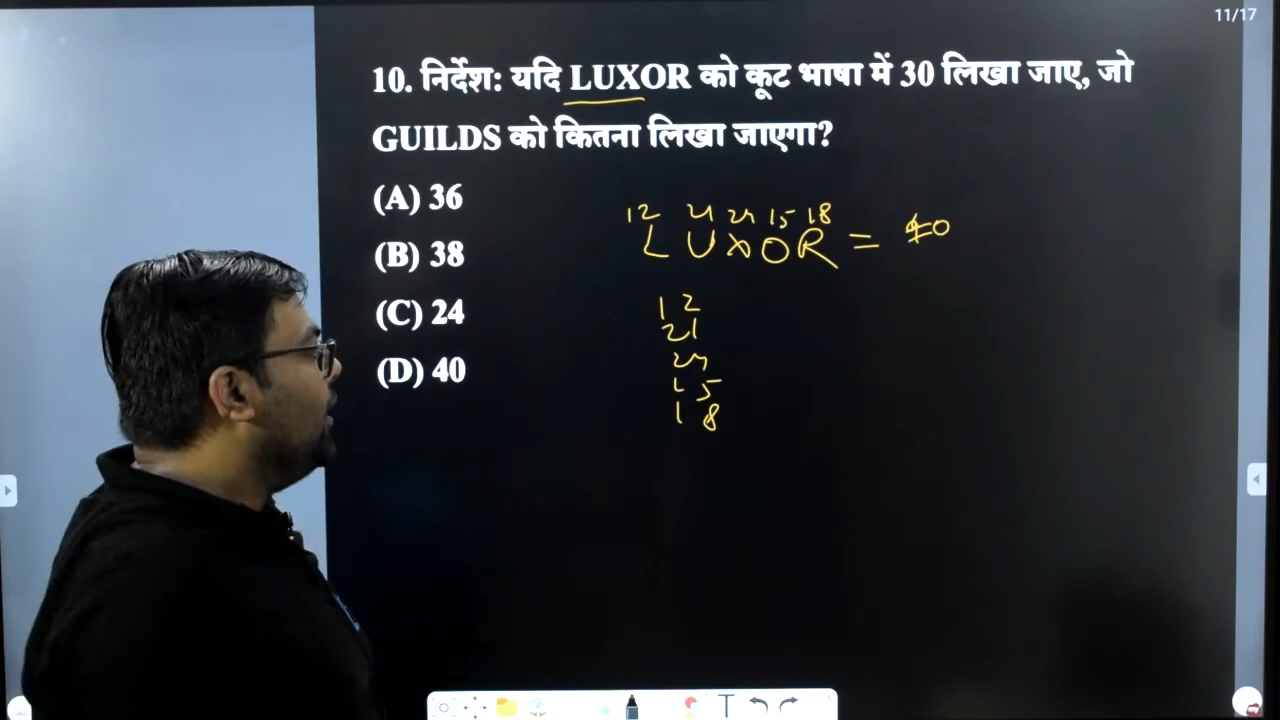 11/17
10. निर्देश: यदि LUXOR को कूट भाषा में 30 लिखा जाए, जो
GUILDS को कितना लिखा जाएगा?
(A) 36
(B) 38
(C) 24
(D) 40
12 21 24 15 18
LUXOR =
12
21
24
15
18